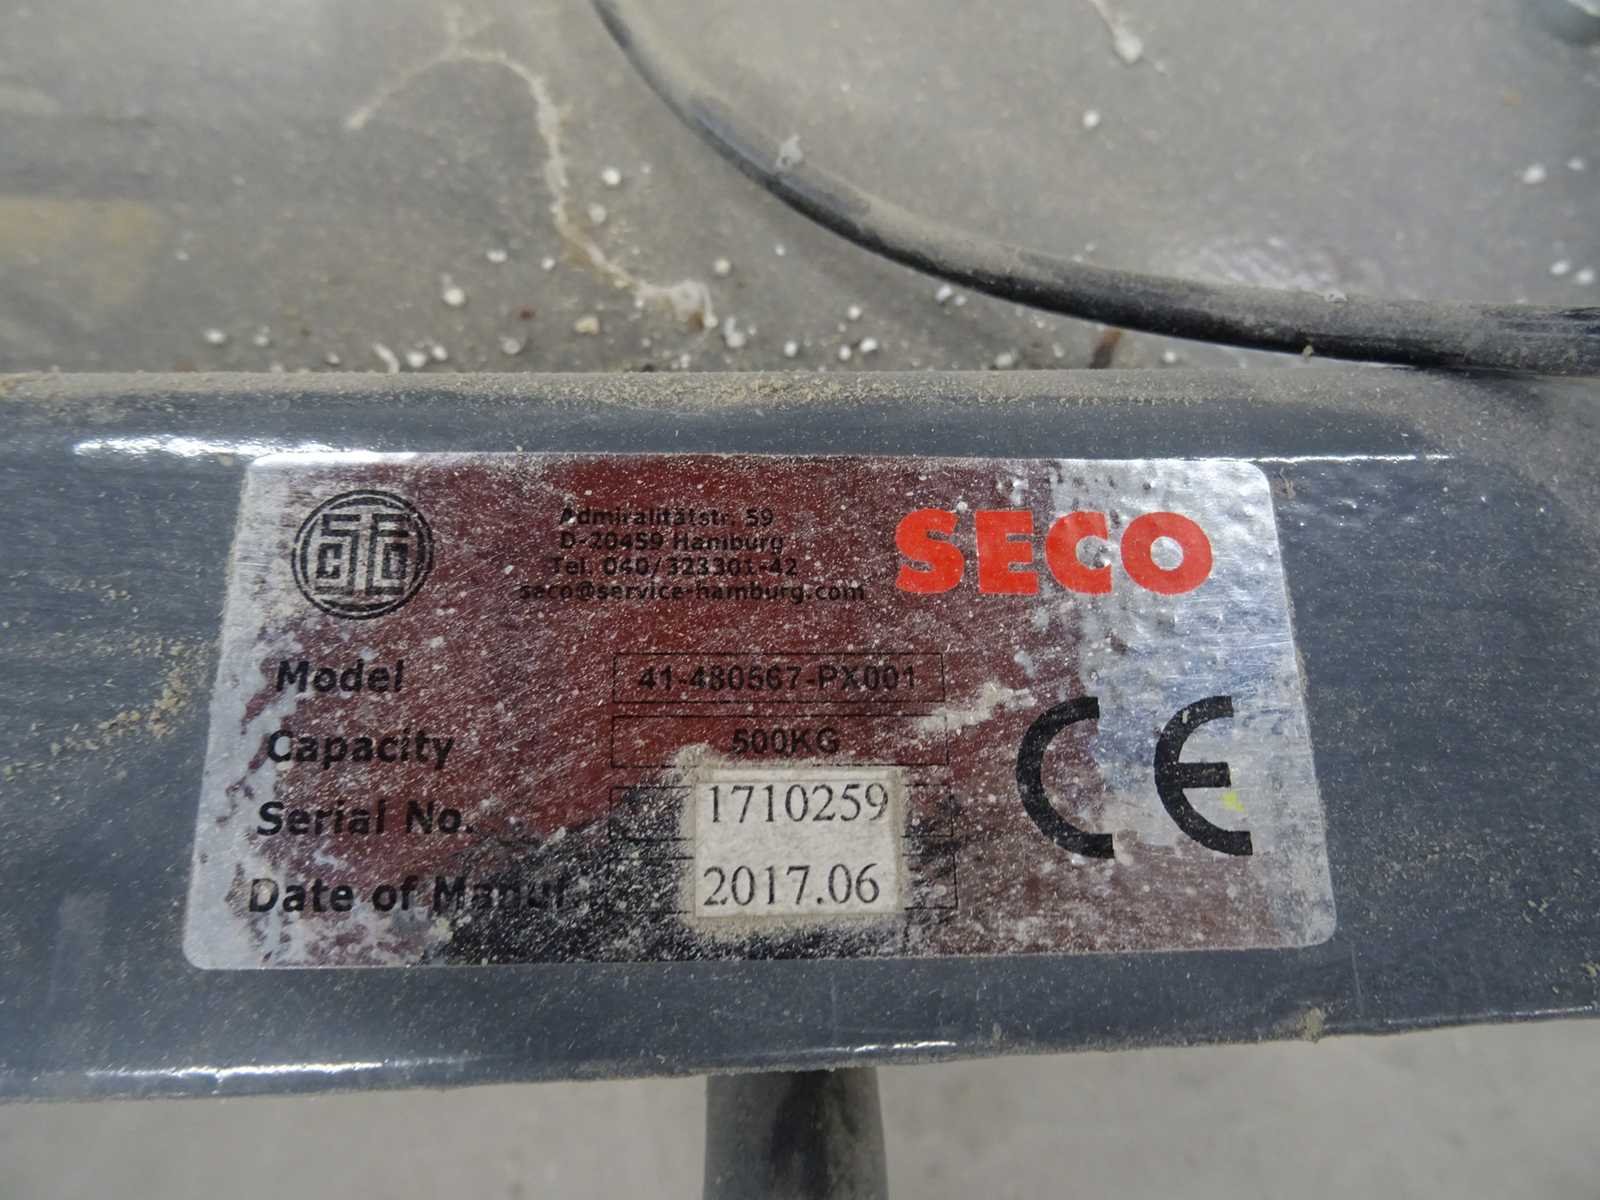 SECO
Admiralitätstr. 59
D-20459 Hamburg
Tel. 040/323301-42
seco@service-hamburg.com
SECO
Model 41-480567-PX001
Capacity 500KG
Serial No. 1710259
Date of Manuf. 2017.06
CE